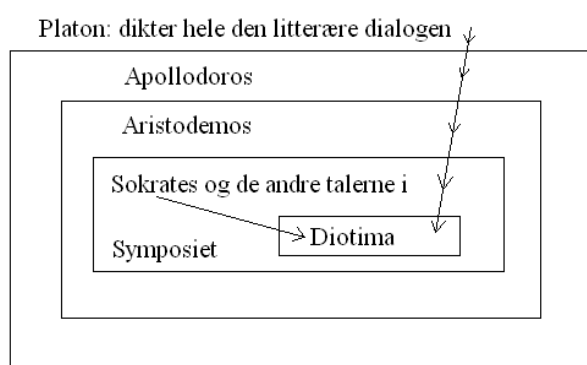 Platon: dikter hele den litterære dialogen
Apollodoros
Aristodemos
Sokrates og de andre talerne i
Diotima
Symposiet